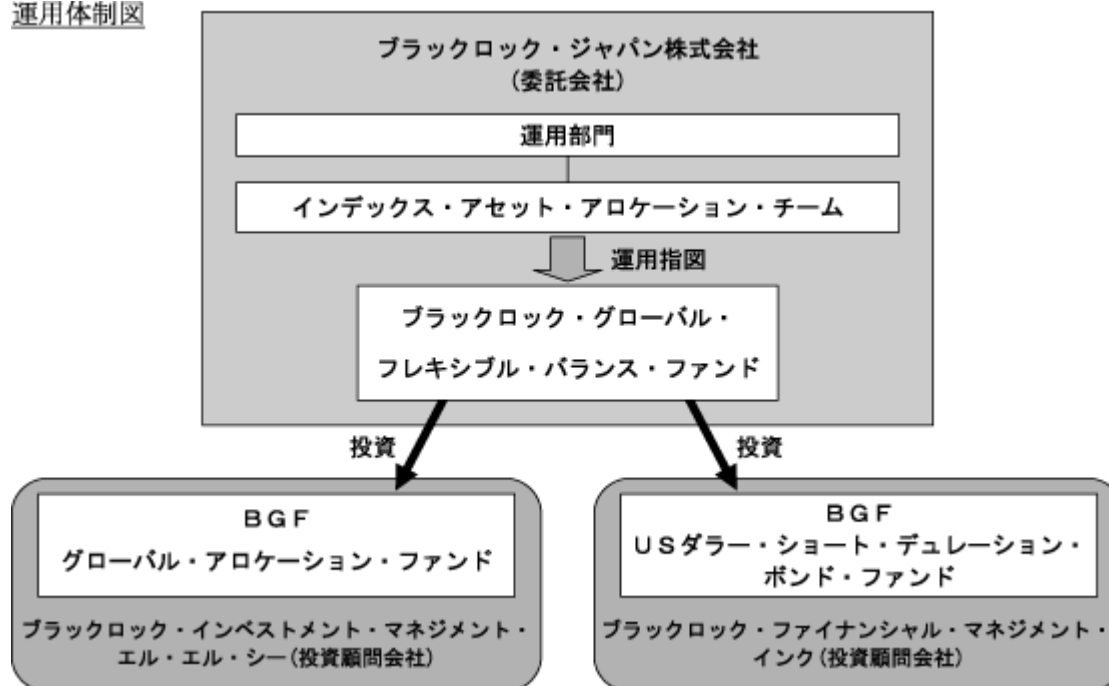 運用体制図
ブラックロック・ジャパン株式会社
(委託会社)
運用部門
インデックス・アセット・アロケーション・チーム
運用指図
ブラックロック・グローバル・
フレキシブル・バランス・ファンド
投資
投資
ＢＧＦ
グローバル・アロケーション・ファンド
ブラックロック・インベストメント・マネジメント・
エル・エル・シー(投資顧問会社)
ＢＧＦ
ＵＳダラー・ショート・デュレーション・
ボンド・ファンド
ブラックロック・ファイナンシャル・マネジメント・
インク(投資顧問会社)